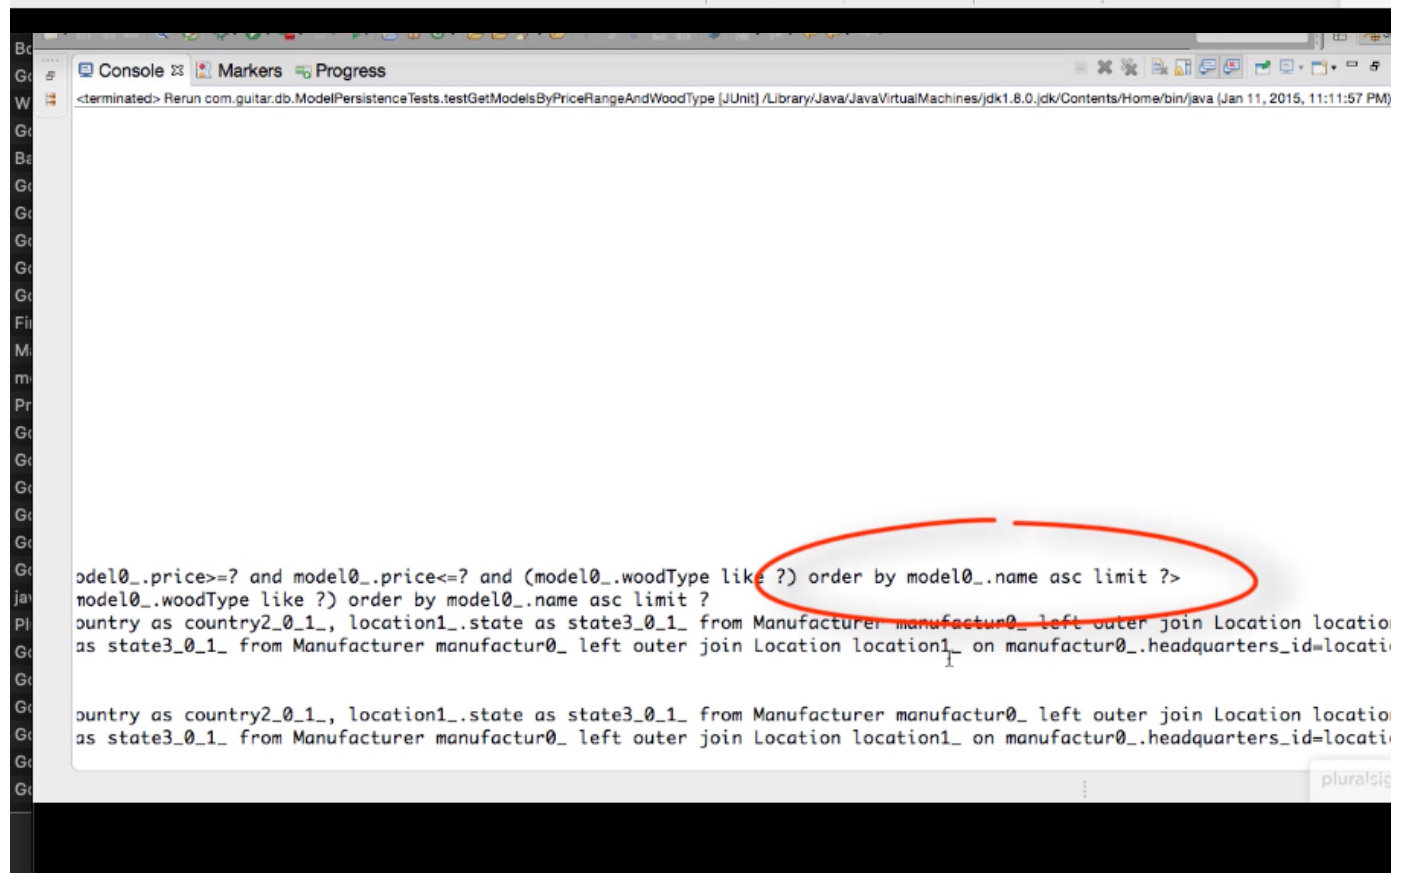 Console Markers Progress
<terminated> Rerun com.guitar.db.ModelPersistenceTests.testGetModelsByPriceRangeAndWoodType [JUnit] /Library/Java/JavaVirtualMachines/jdk1.8.0.jdk/Contents/Home/bin/java (Jan 11, 2015, 11:11:57 PM)
odel0_.price>=? and model0_.price<=? and (model0_.woodType like ?) order by model0_.name asc limit ?>
model0_.woodType like ?) order by model0_.name asc limit ?
ountry as country2_0_1_, location1_.state as state3_0_1_ from Manufacturer manufactur0_ left outer join Location locatio
as state3_0_1_ from Manufacturer manufactur0_ left outer join Location location1_ on manufactur0_.headquarters_id=locati
ountry as country2_0_1_, location1_.state as state3_0_1_ from Manufacturer manufactur0_ left outer join Location locatio
as state3_0_1_ from Manufacturer manufactur0_ left outer join Location location1_ on manufactur0_.headquarters_id=locati
pluralsig